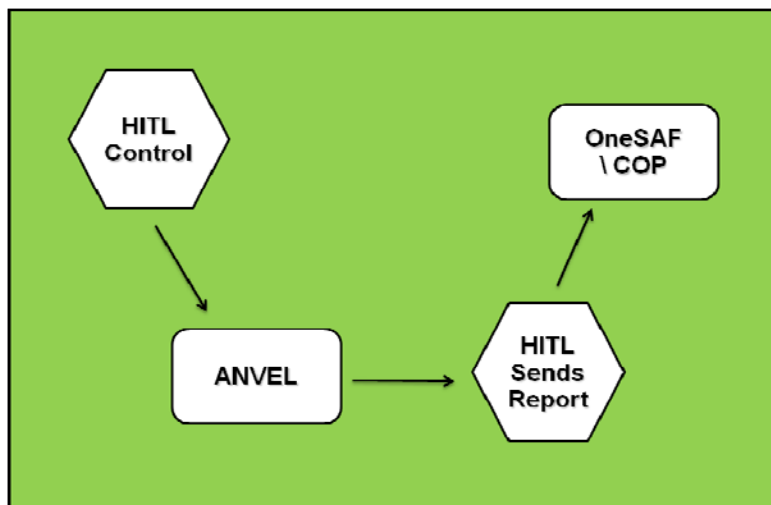 HITL
Control
OneSAF
\ COP
ANVEL
HITL
Sends
Report